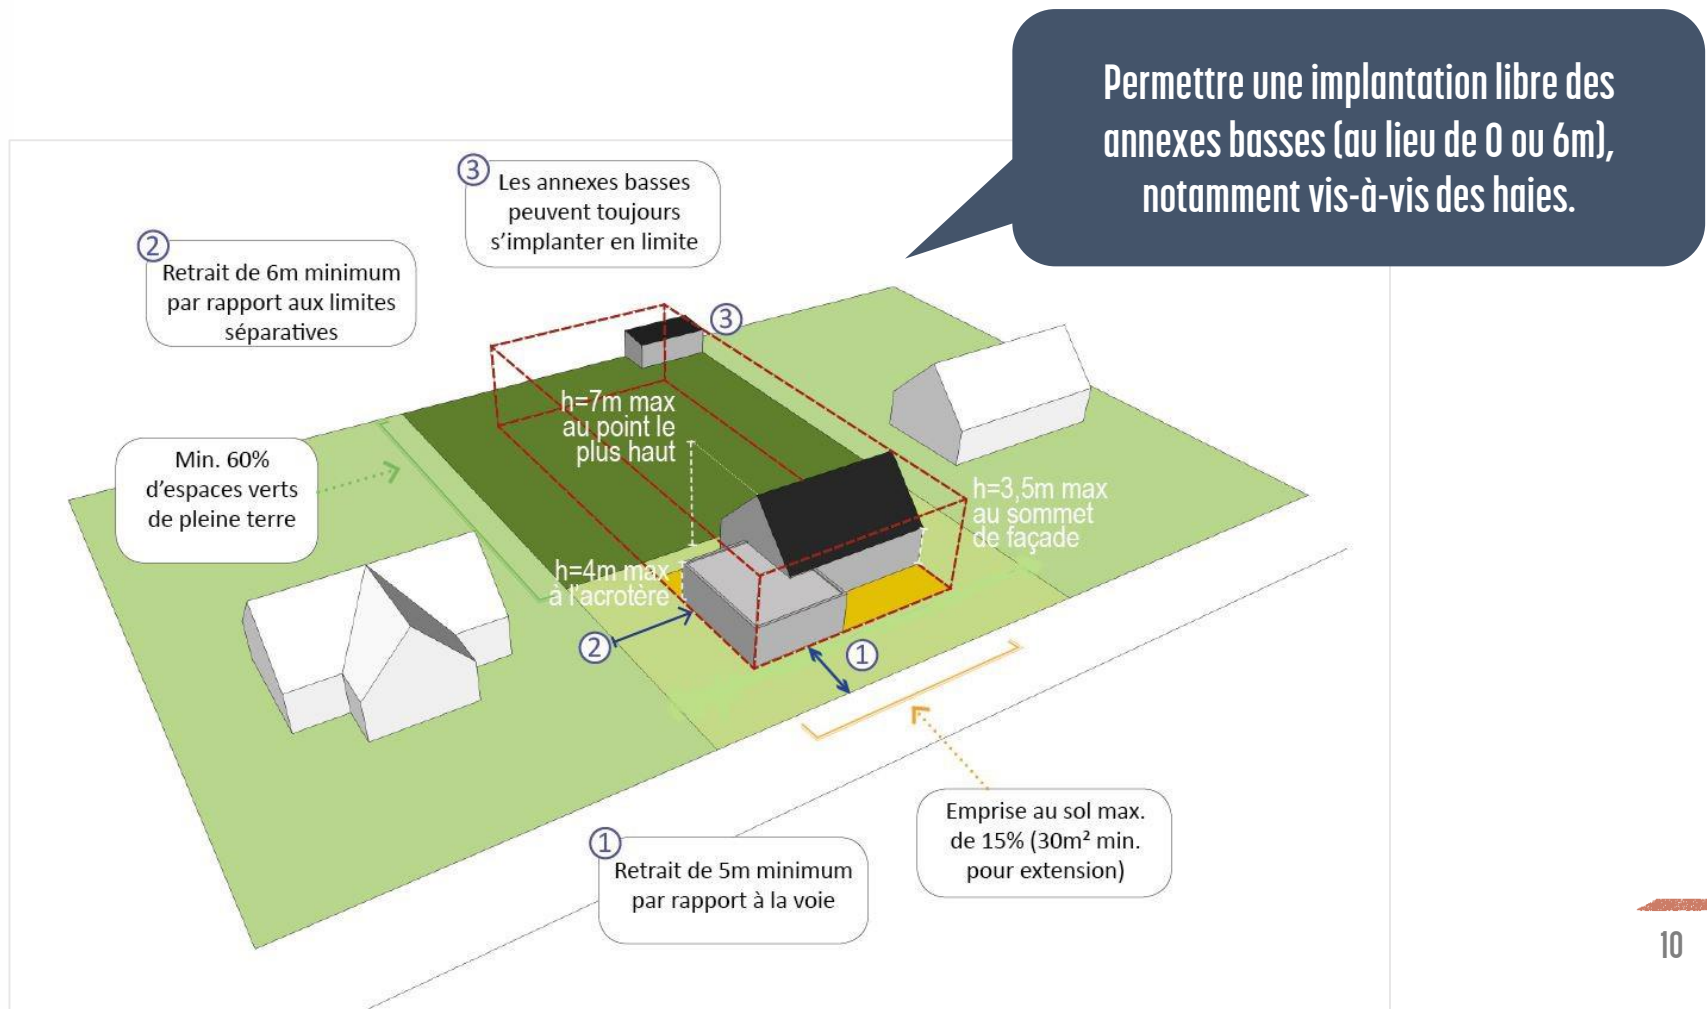 Permettre une implantation libre des
annexes basses (au lieu de 0 ou 6m),
notamment vis-à-vis des haies.
3
Les annexes basses
peuvent toujours
s'implanter en limite
2
Retrait de 6m minimum
par rapport aux limites
séparatives
3
h=7m max
au point le
plus haut
Min. 60%
d'espaces verts
de pleine terre
h=3,5m max
au sommet
de façade
h=4m max
à l'acrotère
2
1
Emprise au sol max.
de 15% (30m² min.
pour extension)
1
Retrait de 5m minimum
par rapport à la voie
10